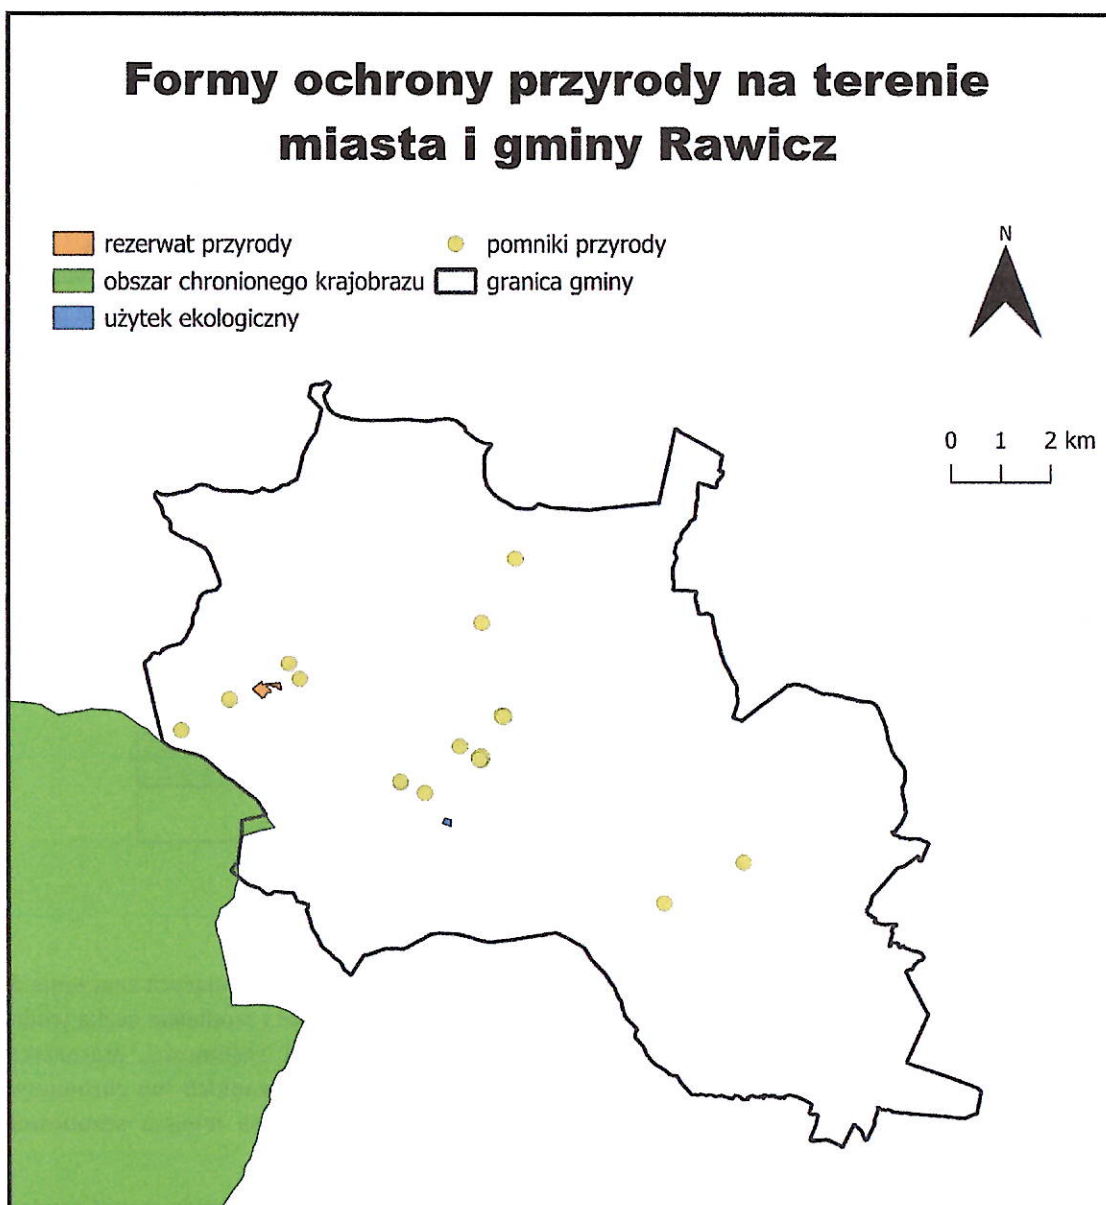 Formy ochrony przyrody na terenie
miasta i gminy Rawicz
rezerwat przyrody
obszar chronionego krajobrazu
użytek ekologiczny
pomniki przyrody
granica gminy
N
0 1 2 km